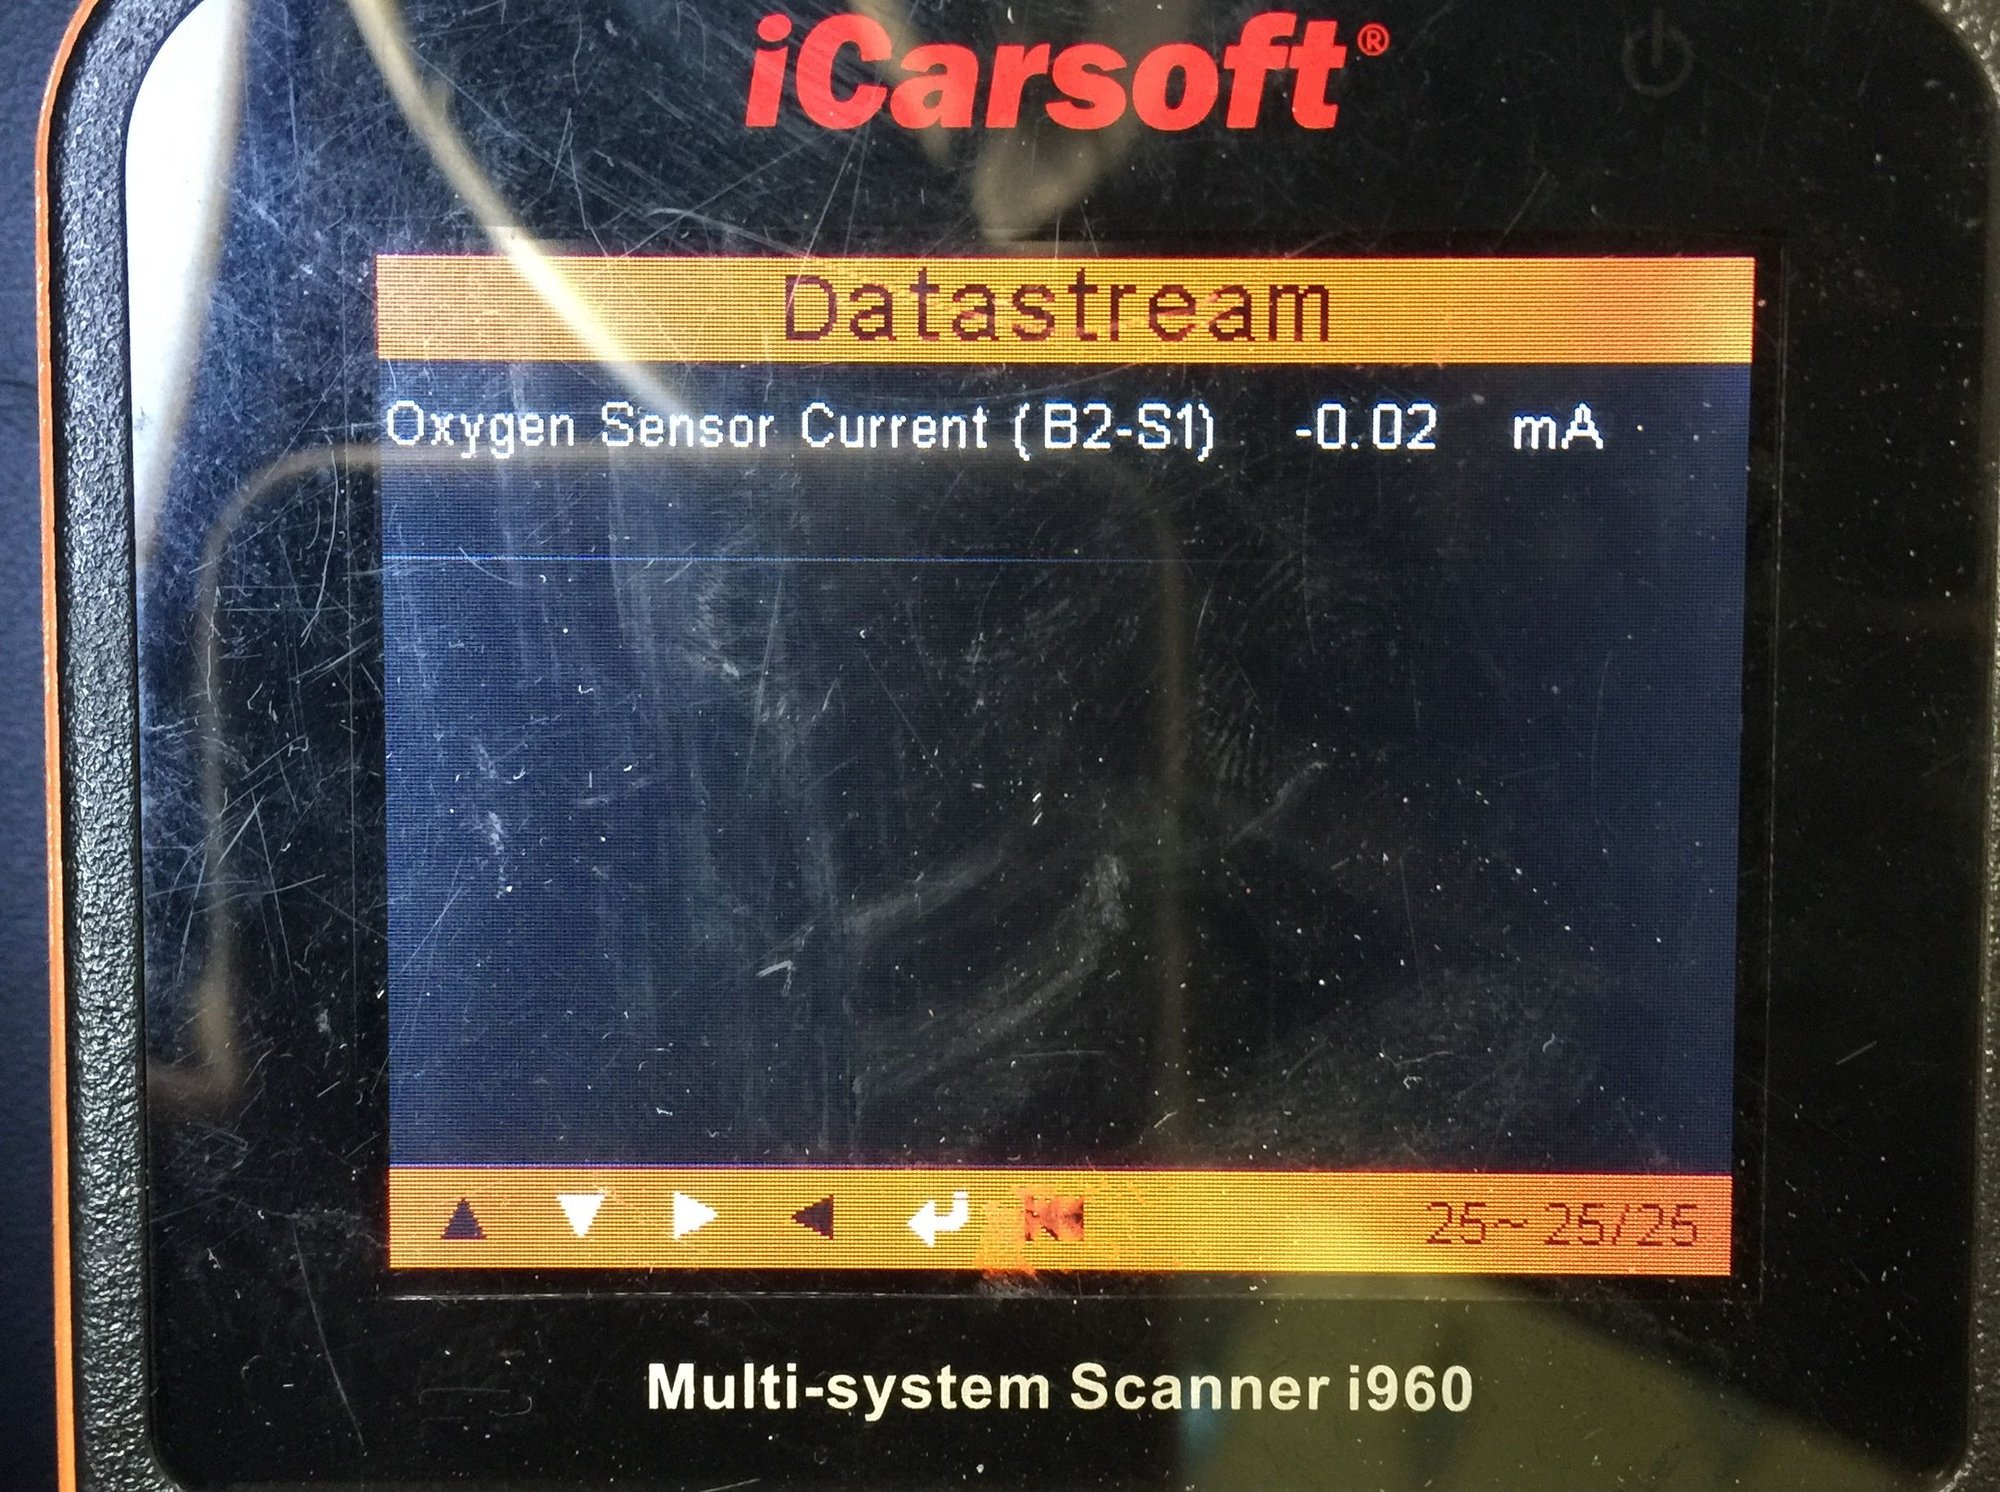 iCarsoft®
Datastream
Oxygen Sensor Current (B2-S1) -0.02 mA
25~ 25/25
Multi-system Scanner i960